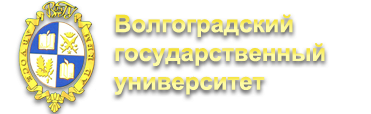 Волгоградский
государственный
университет